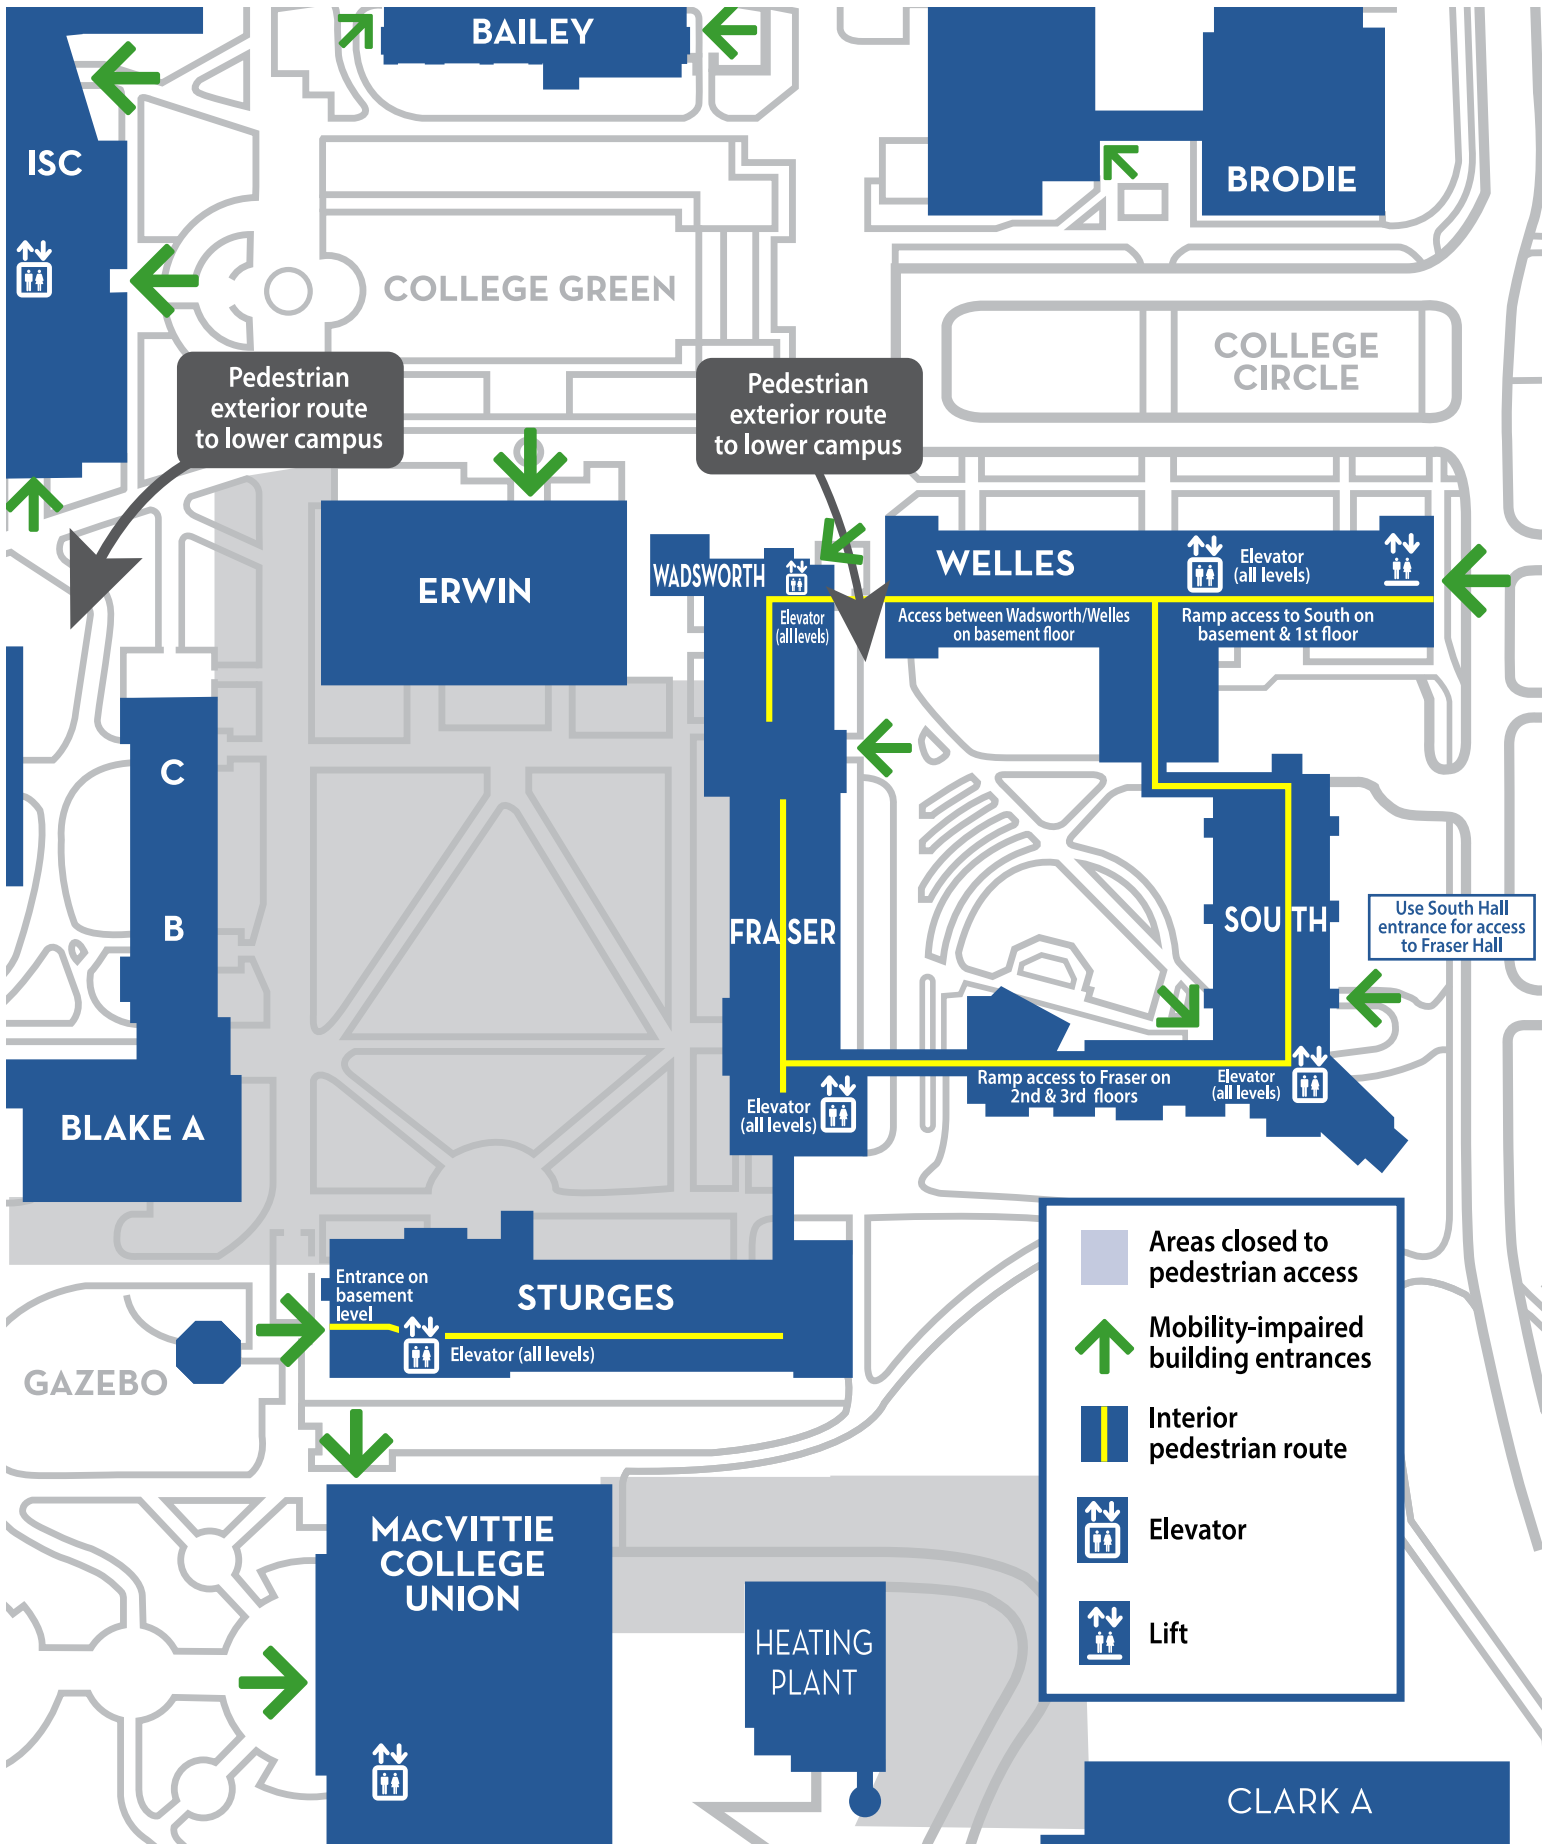 BAILEY
ISC
BRODIE
COLLEGE GREEN
COLLEGE
CIRCLE
Pedestrian
exterior route
to lower campus
Pedestrian
exterior route
to lower campus
ERWIN
WADSWORTH
Elevator
(all levels)
WELLES
Elevator
(all levels)
Access between Wadsworth/Welles
on basement floor
Ramp access to South on
basement & 1st floor
C
B
BLAKE A
FRASER
SOUTH
Use South Hall
entrance for access
to Fraser Hall
Ramp access to Fraser on
2nd & 3rd floors
Elevator
(all levels)
Elevator
(all levels)
Entrance on
basement
level
STURGES
Elevator (all levels)
GAZEBO
MACVITTIE
COLLEGE
UNION
HEATING
PLANT
CLARK A
Areas closed to
pedestrian access
Mobility-impaired
building entrances
Interior
pedestrian route
Elevator
Lift